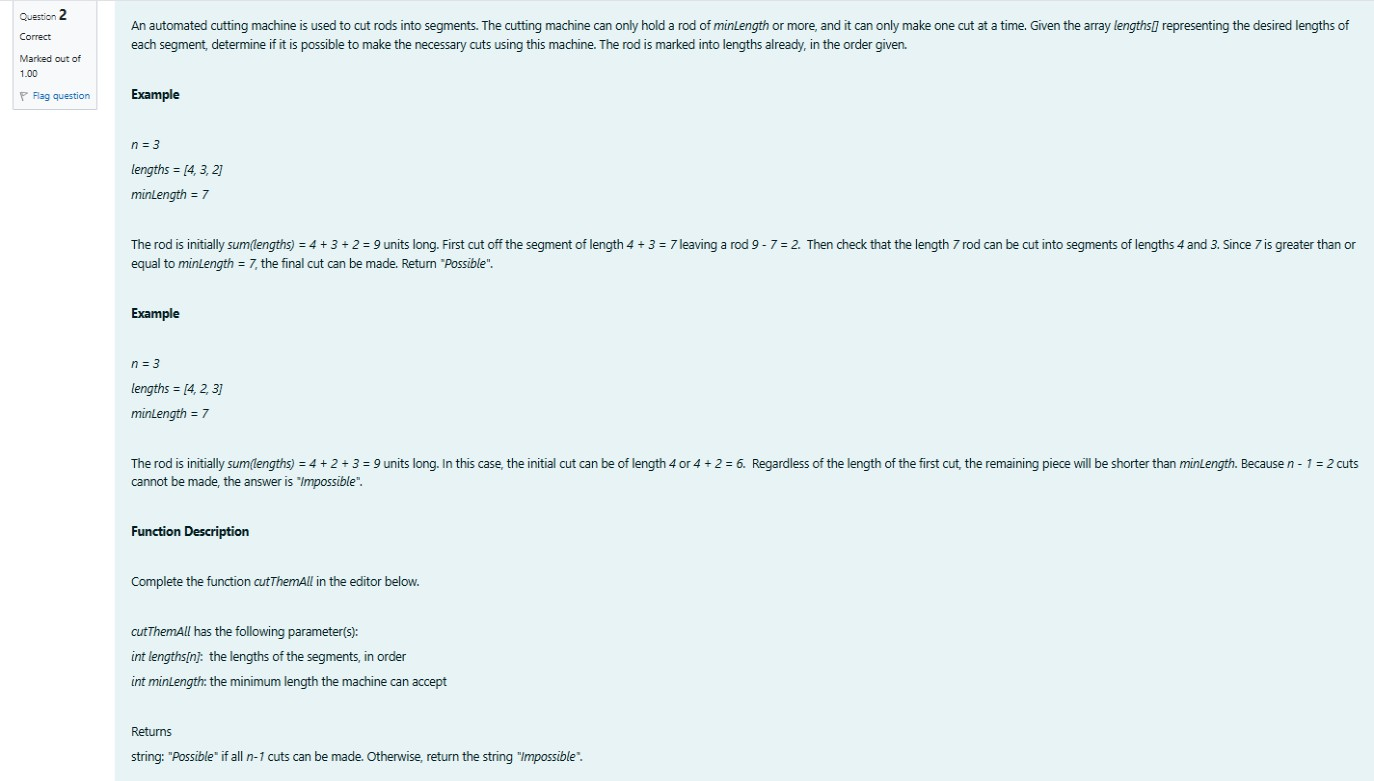 Question 2
Correct
Marked out of
1.00
Flag question
An automated cutting machine is used to cut rods into segments. The cutting machine can only hold a rod of minLength or more, and it can only make one cut at a time. Given the array lengths[] representing the desired lengths of
each segment, determine if it is possible to make the necessary cuts using this machine. The rod is marked into lengths already, in the order given.
Example
n = 3
lengths = [4, 3, 2]
minLength = 7
The rod is initially sum(lengths) = 4 + 3 + 2 = 9 units long. First cut off the segment of length 4 + 3 = 7 leaving a rod 9 - 7 = 2. Then check that the length 7 rod can be cut into segments of lengths 4 and 3. Since 7 is greater than or
equal to minLength = 7, the final cut can be made. Return "Possible".
Example
n = 3
lengths = [4, 2, 3]
minLength = 7
The rod is initially sum(lengths) = 4 + 2 + 3 = 9 units long. In this case, the initial cut can be of length 4 or 4 + 2 = 6. Regardless of the length of the first cut, the remaining piece will be shorter than minLength. Because n - 1 = 2 cuts
cannot be made, the answer is "Impossible".
Function Description
Complete the function cutThemAll in the editor below.
cutThemAll has the following parameter(s):
int lengths[n]: the lengths of the segments, in order
int minLength: the minimum length the machine can accept
Returns
string: "Possible" if all n-1 cuts can be made. Otherwise, return the string "Impossible".